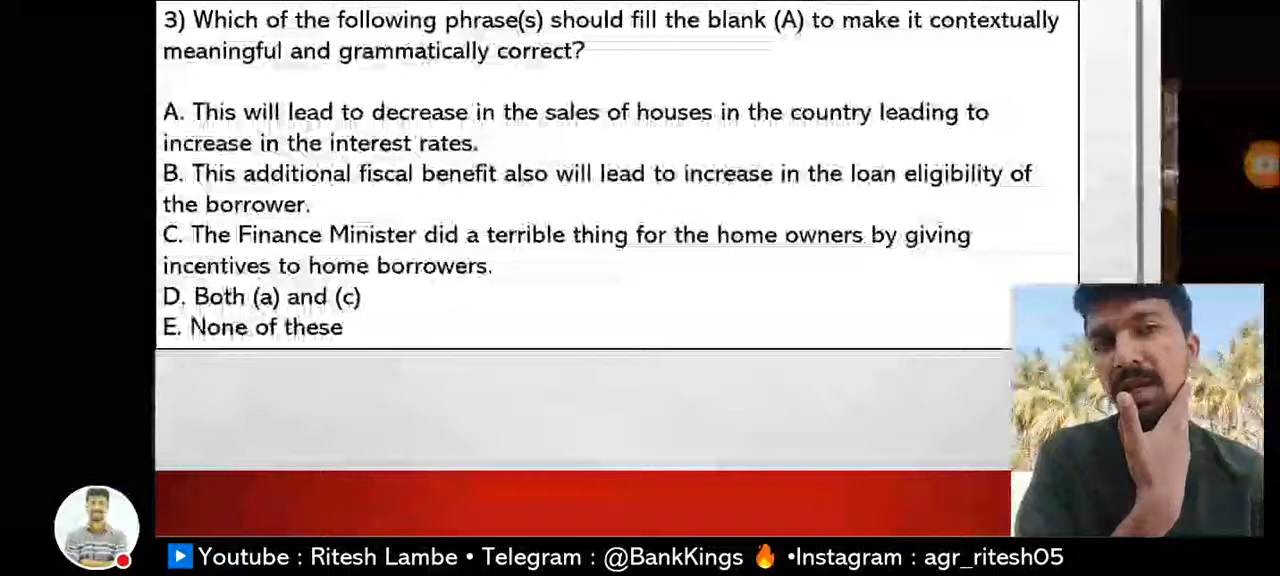 3) Which of the following phrase(s) should fill the blank (A) to make it contextually
meaningful and grammatically correct?
A. This will lead to decrease in the sales of houses in the country leading to
increase in the interest rates.
B. This additional fiscal benefit also will lead to increase in the loan eligibility of
the borrower.
C. The Finance Minister did a terrible thing for the home owners by giving
incentives to home borrowers.
D. Both (a) and (c)
E. None of these
Youtube : Ritesh Lambe • Telegram : @BankKings 🔥 •Instagram : agr_ritesh05